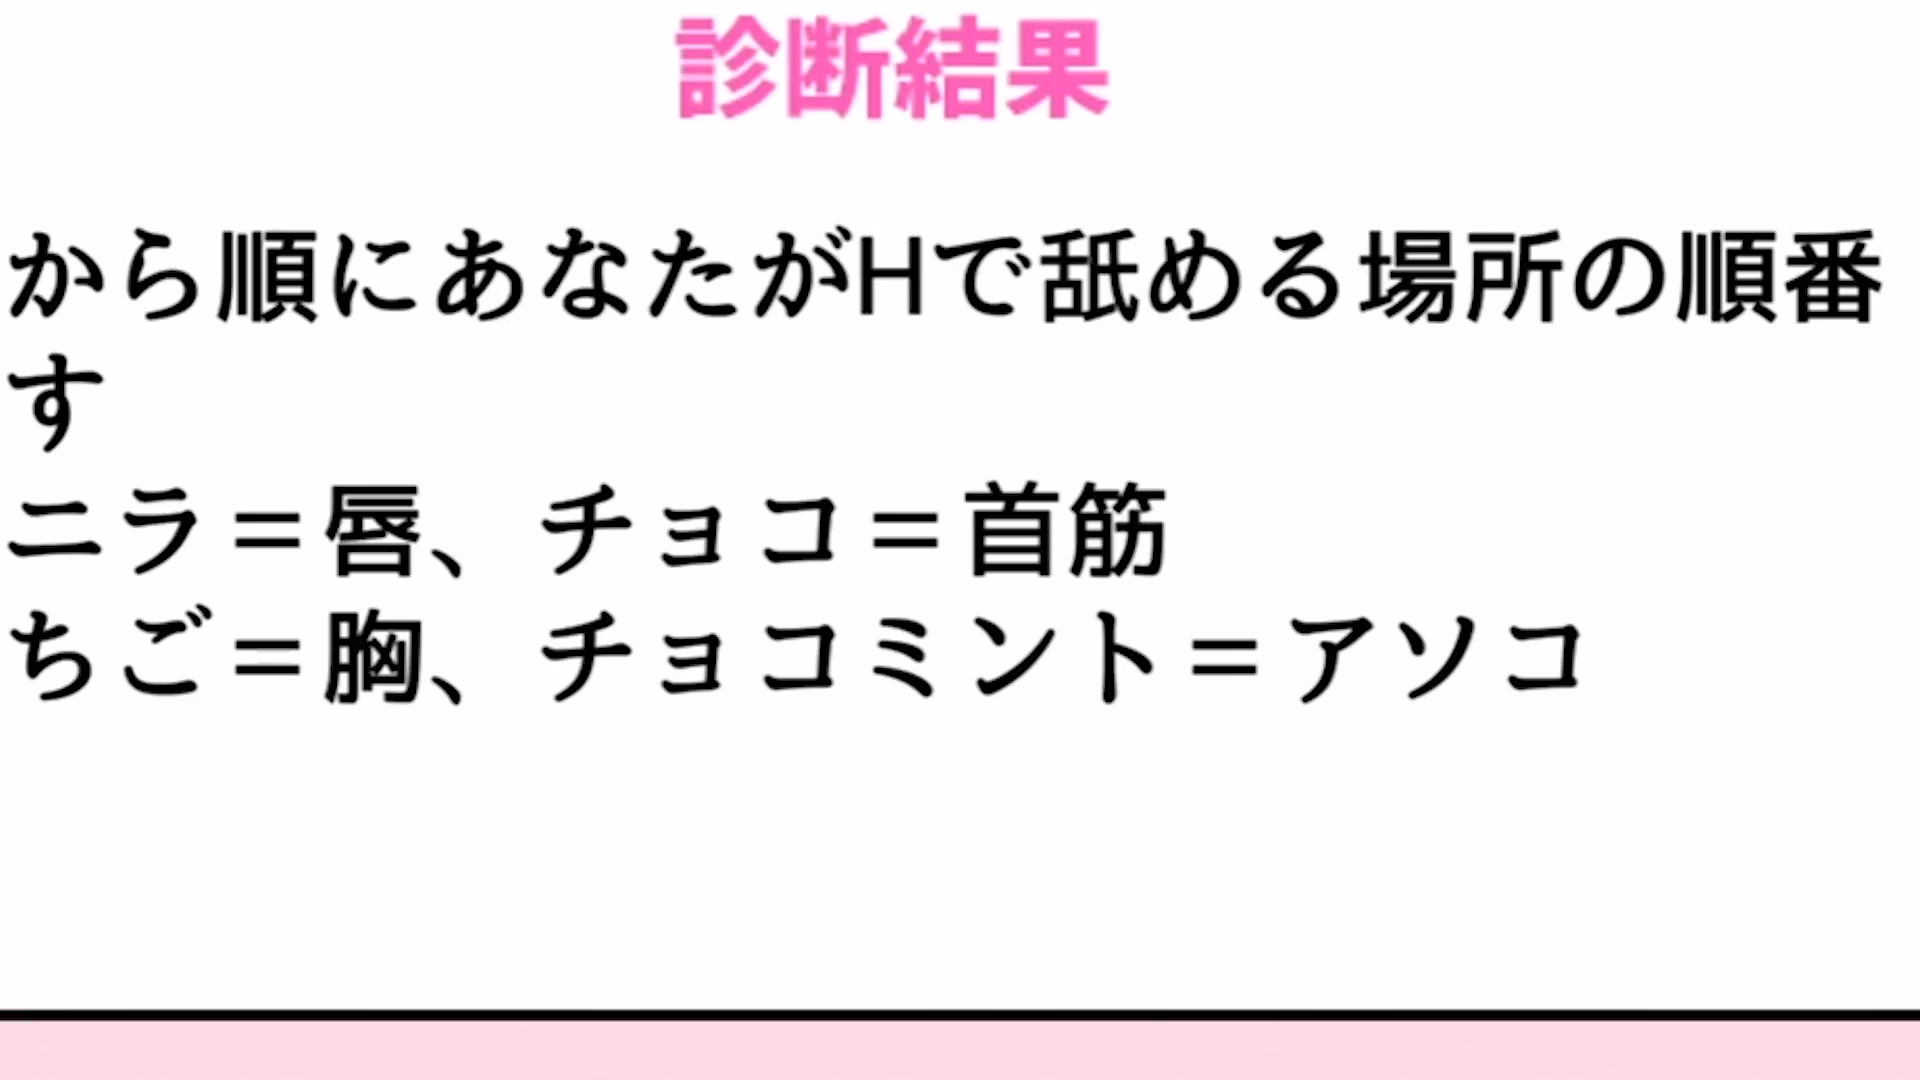 診断結果
から順にあなたがHで舐める場所の順番
す
ニラ＝唇、チョコ＝首筋
ちご＝胸、チョコミント＝アソコ